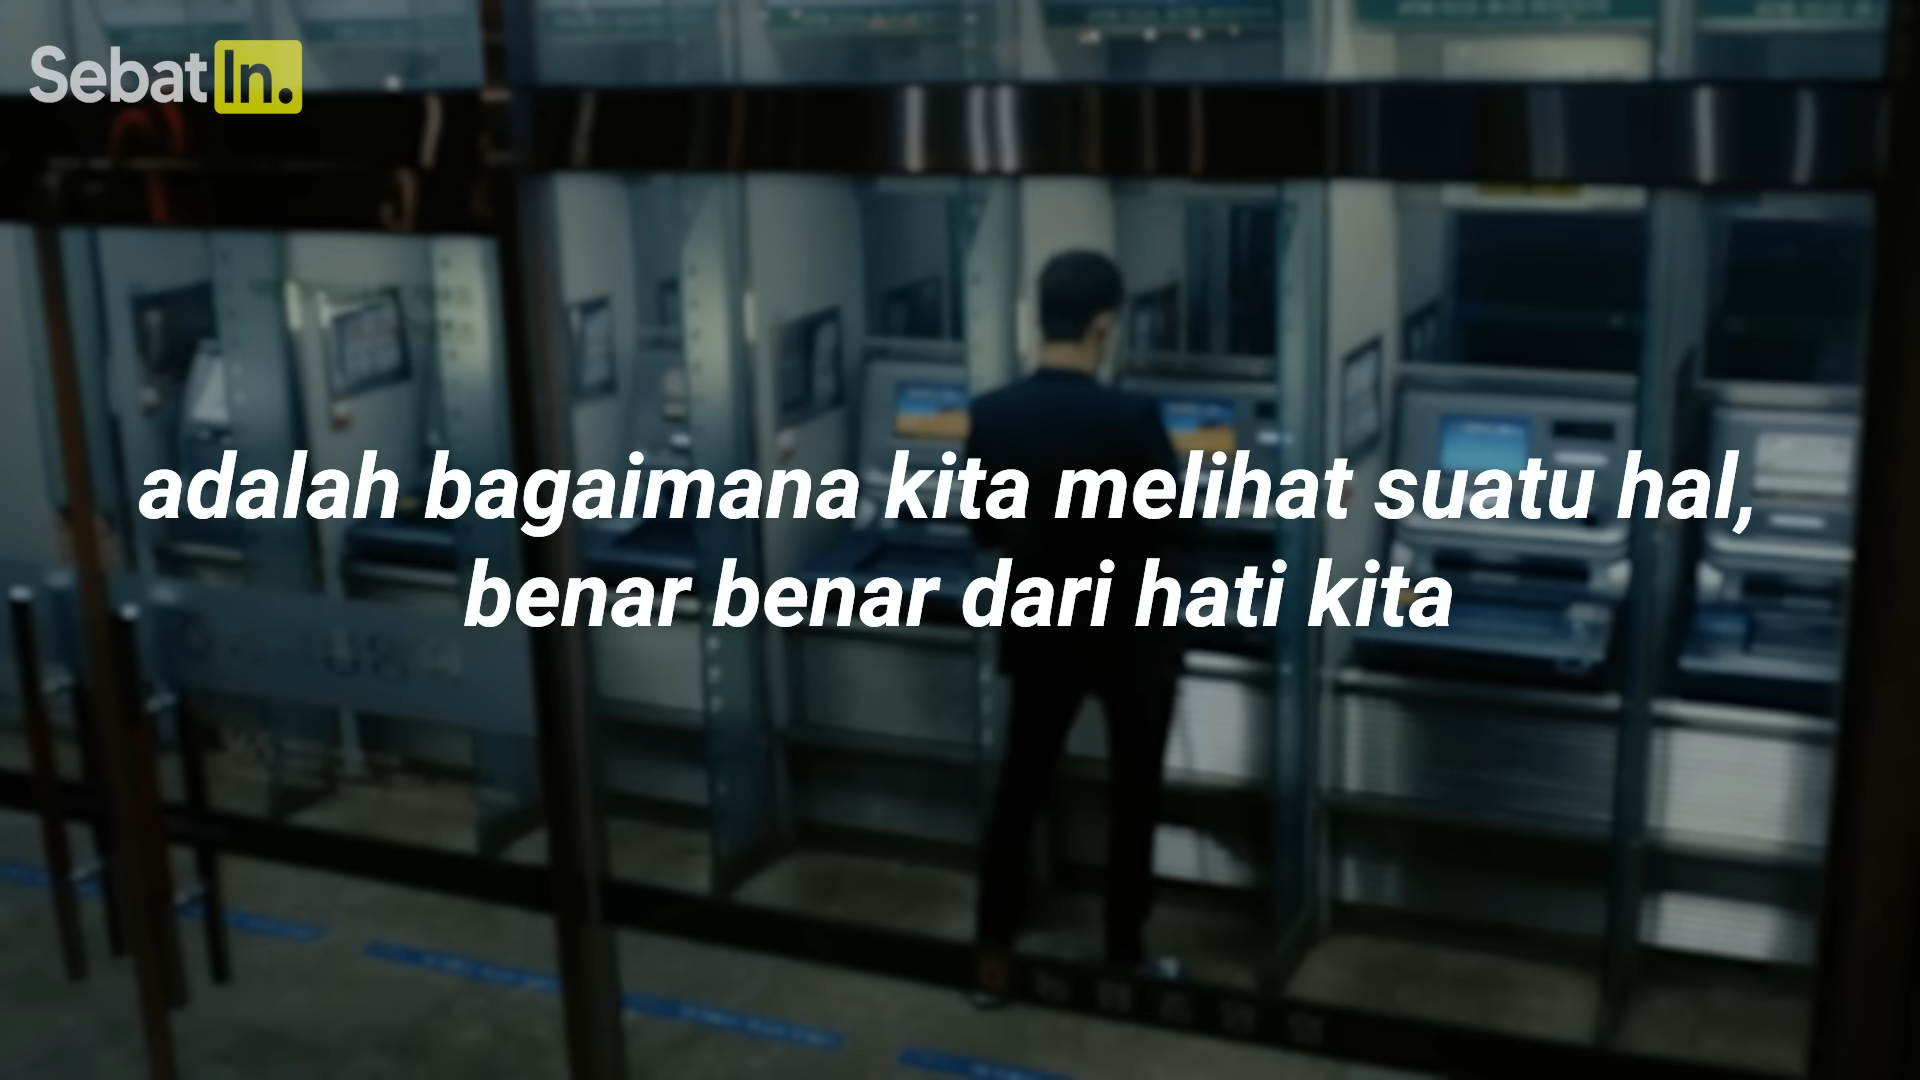 SebatIn.
adalah bagaimana kita melihat suatu hal,
benar benar dari hati kita